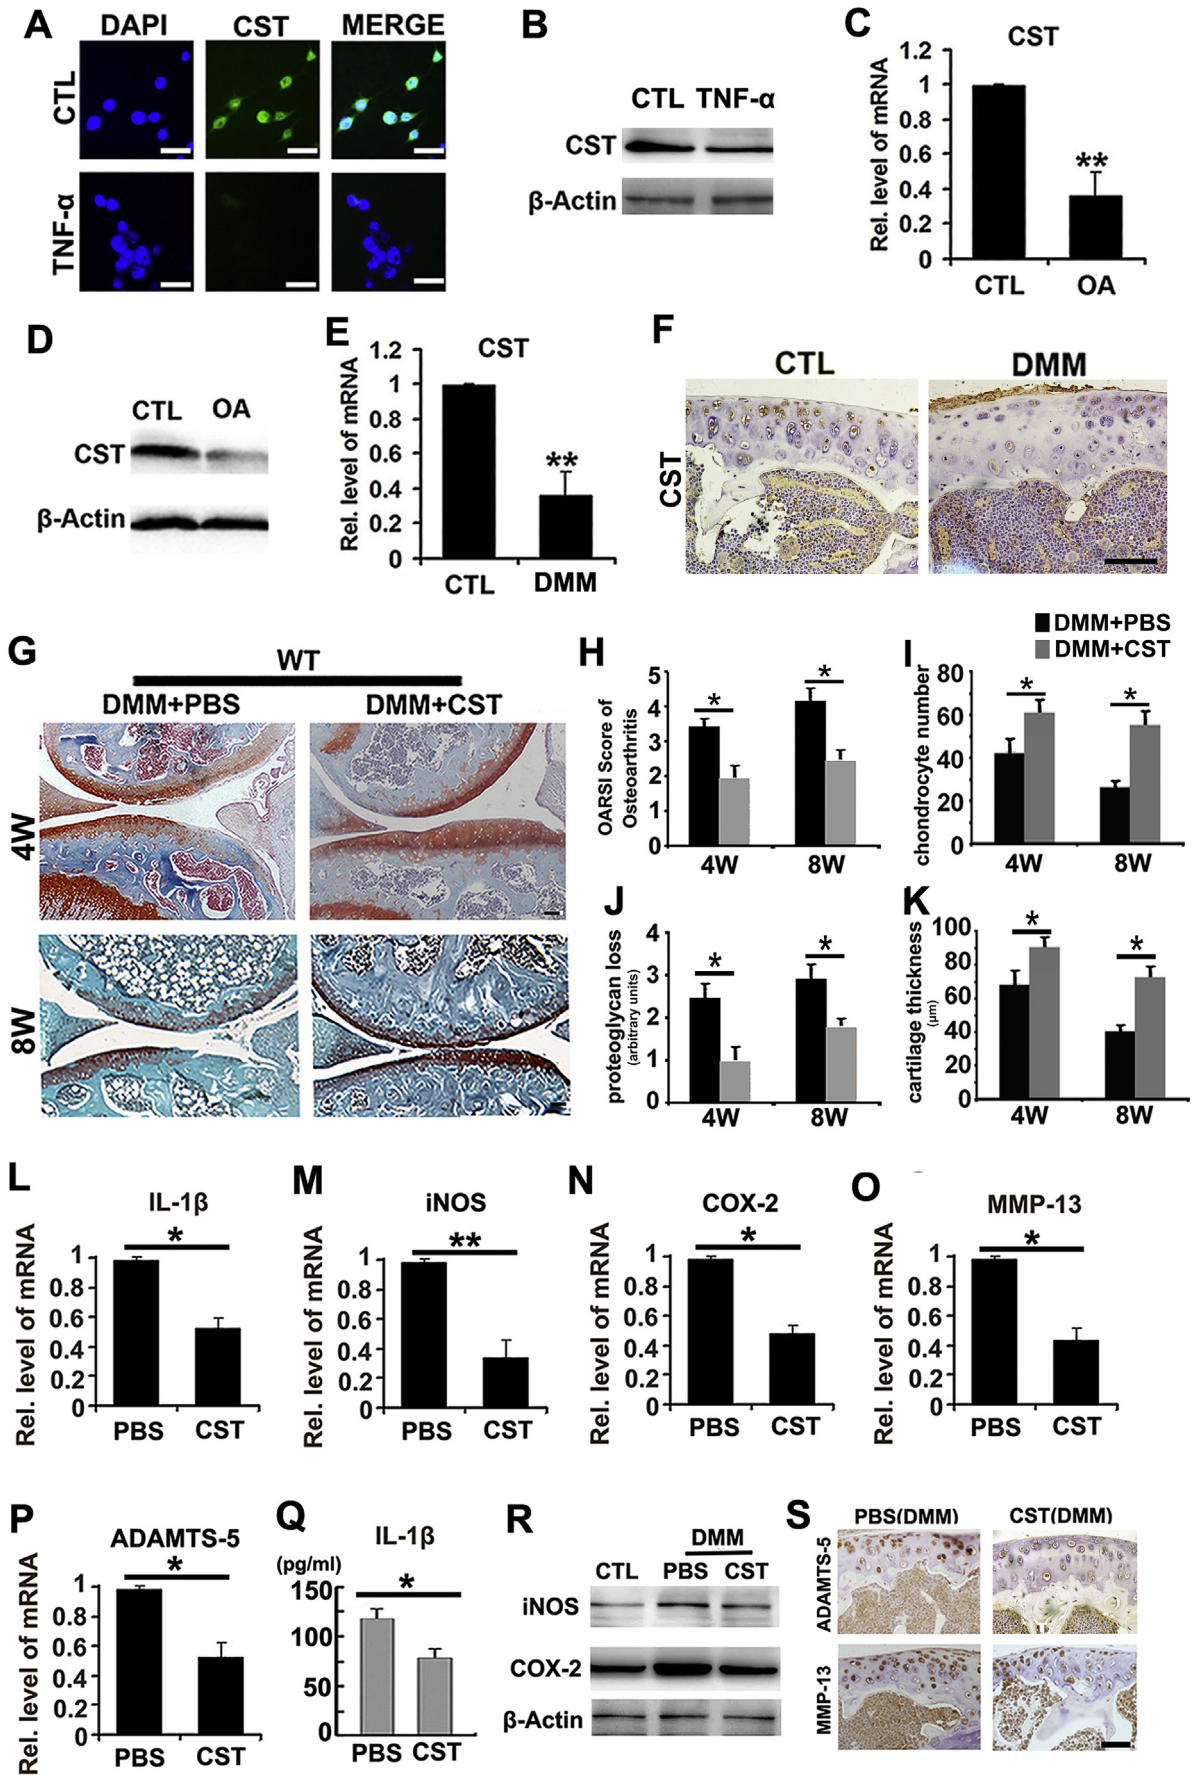 A
DAPI CST MERGE
CTL
TNF-α
B
CTL TNF-α
CST
β-Actin
C
CST
Rel. level of mRNA
1.2
1
0.8
0.6
0.4
0.2
0
**
CTL OA
D
CTL OA
CST
β-Actin
E
CST
Rel. level of mRNA
1.2
1
0.8
0.6
0.4
0.2
0
**
CTL DMM
F
CTL DMM
CST
G
WT
DMM+PBS DMM+CST
4W
8W
DMM+PBS
DMM+CST
H
OARSI Score of
Osteoarthritis
5
4
3
2
1
0
* *
4W 8W
I
chondrocyte number
80
60
40
20
0
* *
4W 8W
J
proteoglycan loss
(arbitrary units)
4
3
2
1
0
* *
4W 8W
K
cartilage thickness
(μm)
100
80
60
40
20
0
* *
4W 8W
L
IL-1β
Rel. level of mRNA
1
0.8
0.6
0.4
0.2
0
*
PBS CST
M
iNOS
Rel. level of mRNA
1
0.8
0.6
0.4
0.2
0
**
PBS CST
N
COX-2
Rel. level of mRNA
1
0.8
0.6
0.4
0.2
0
*
PBS CST
O
MMP-13
Rel. level of mRNA
1
0.8
0.6
0.4
0.2
0
*
PBS CST
P
ADAMTS-5
Rel. level of mRNA
1
0.8
0.6
0.4
0.2
0
*
PBS CST
Q
IL-1β
(pg/ml)
150
100
50
0
*
PBS CST
R
DMM
CTL PBS CST
iNOS
COX-2
β-Actin
S
PBS(DMM) CST(DMM)
ADAMTS-5
MMP-13